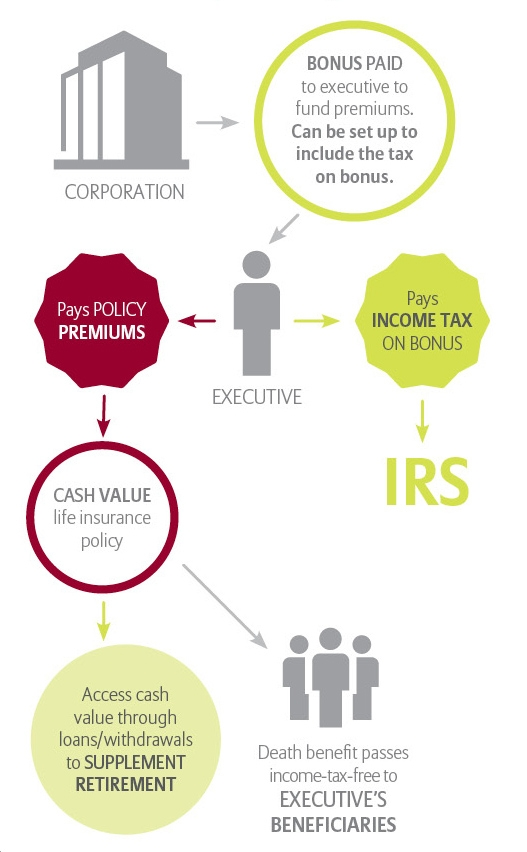 BONUS PAID
to executive to
fund premiums.
Can be set up to
include the tax
on bonus.
CORPORATION
Pays POLICY
PREMIUMS
Pays
INCOME TAX
ON BONUS
EXECUTIVE
IRS
CASH VALUE
life insurance
policy
Access cash
value through
loans/withdrawals
to SUPPLEMENT
RETIREMENT
Death benefit passes
income-tax-free to
EXECUTIVE'S
BENEFICIARIES